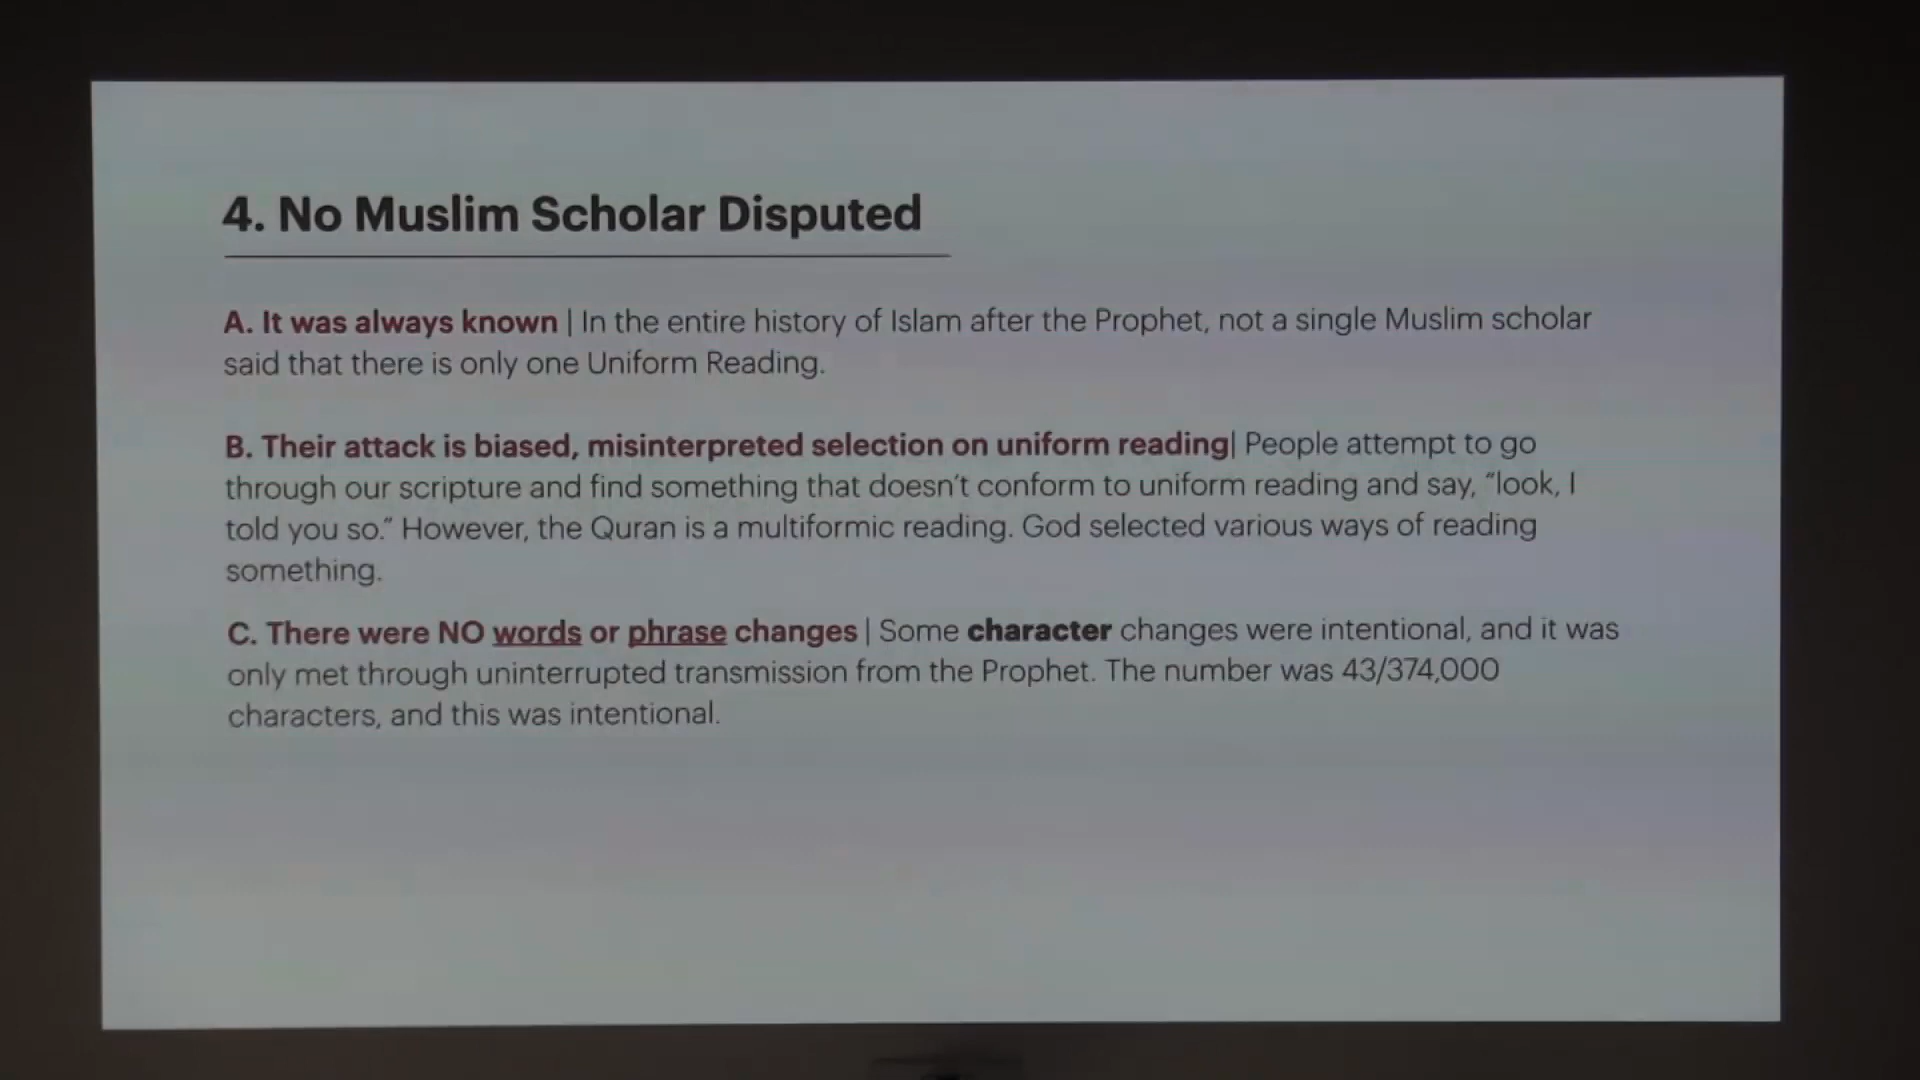 4. No Muslim Scholar Disputed
A. It was always known | In the entire history of Islam after the Prophet, not a single Muslim scholar
said that there is only one Uniform Reading.
B. Their attack is biased, misinterpreted selection on uniform reading| People attempt to go
through our scripture and find something that doesn't conform to uniform reading and say, “look, I
told you so.” However, the Quran is a multiformic reading. God selected various ways of reading
something.
C. There were NO words or phrase changes | Some character changes were intentional, and it was
only met through uninterrupted transmission from the Prophet. The number was 43/374,000
characters, and this was intentional.